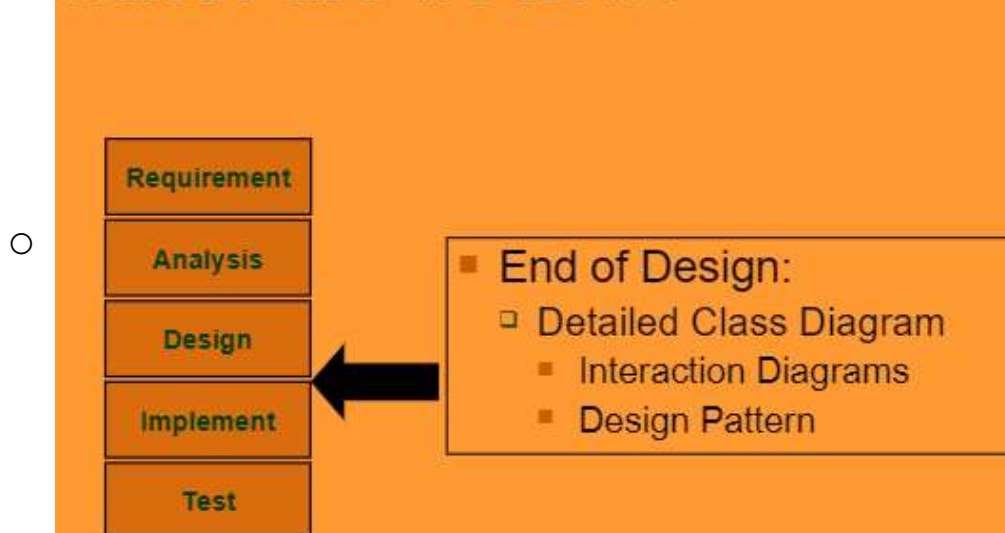 Requirement
Analysis
Design
Implement
Test
End of Design:
Detailed Class Diagram
Interaction Diagrams
Design Pattern